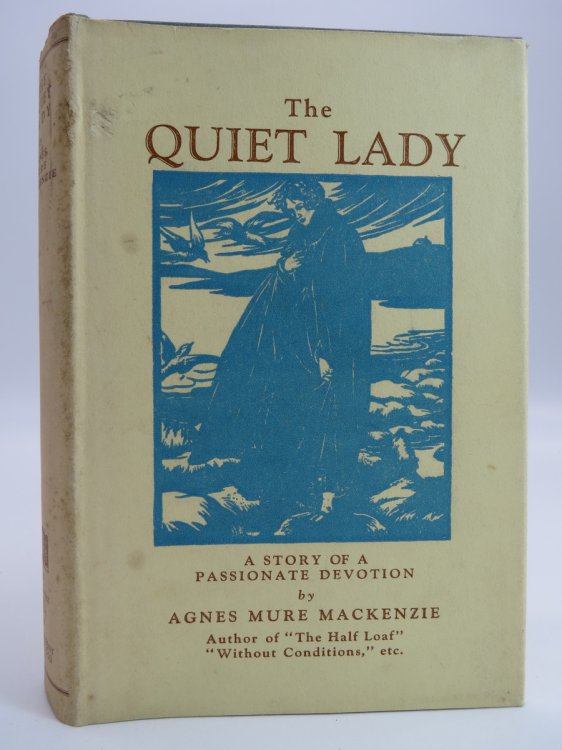 The
QUIET LADY
A STORY OF A
PASSIONATE DEVOTION
by
AGNES MURE MACKENZIE
Author of "The Half Loaf"
"Without Conditions," etc.